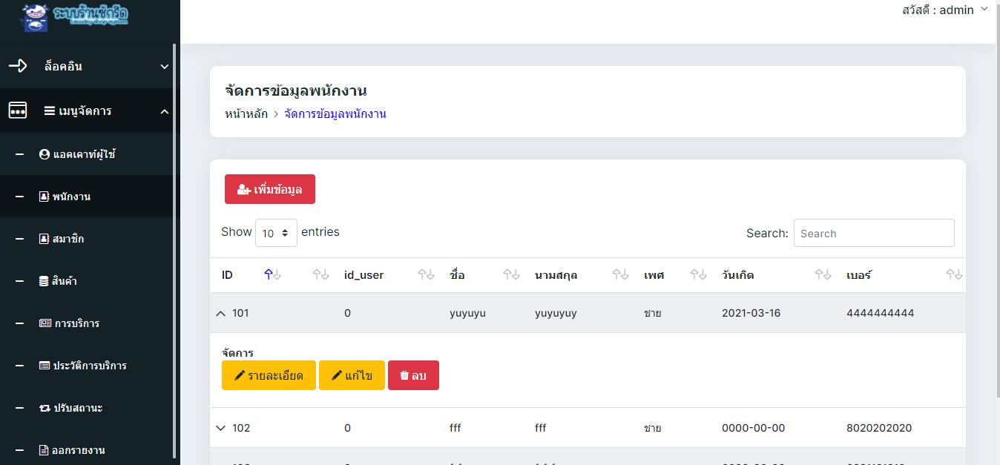 ระบบร้านซักรีด
สวัสดี : admin
ล็อคอิน
เมนูจัดการ
แอคเคาท์ผู้ใช้
พนักงาน
สมาชิก
สินค้า
การบริการ
ประวัติการบริการ
ปรับสถานะ
ออกรายงาน
จัดการข้อมูลพนักงาน
หน้าหลัก > จัดการข้อมูลพนักงาน
เพิ่มข้อมูล
Show 10 entries
Search: Search
ID id_user ชื่อ นามสกุล เพศ วันเกิด เบอร์
101 0 yuyuyu yuyuyuy ชาย 2021-03-16 4444444444
จัดการ
รายละเอียด แก้ไข ลบ
102 0 fff fff ชาย 0000-00-00 8020202020